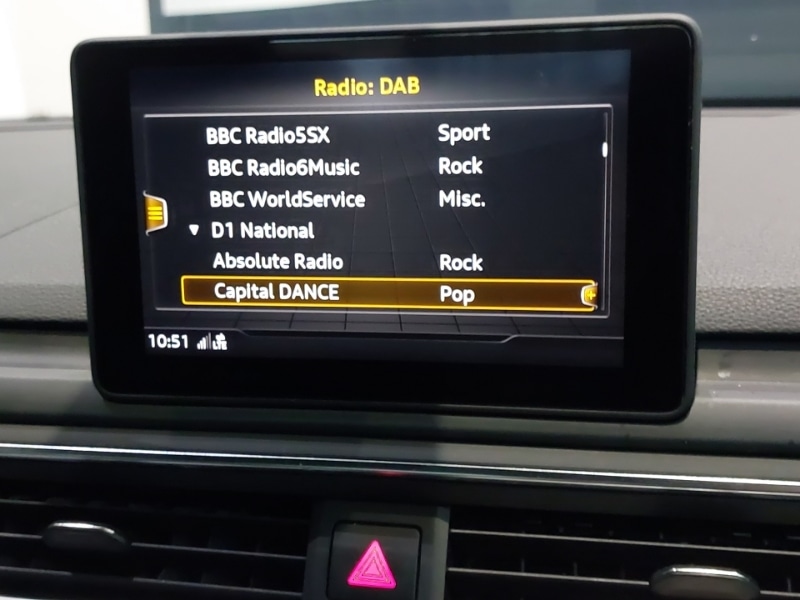 Radio: DAB
BBC Radio5SX Sport
BBC Radio6Music Rock
BBC WorldService Misc.
D1 National
Absolute Radio Rock
Capital DANCE Pop
10:51 LTE